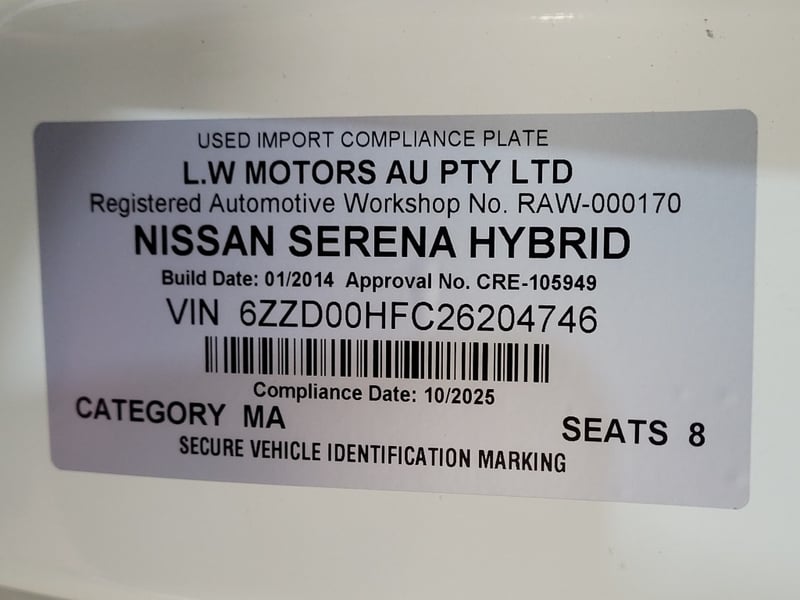 USED IMPORT COMPLIANCE PLATE
L.W MOTORS AU PTY LTD
Registered Automotive Workshop No. RAW-000170
NISSAN SERENA HYBRID
Build Date: 01/2014 Approval No. CRE-105949
VIN 6ZZD00HFC26204746
Compliance Date: 10/2025
CATEGORY MA
SEATS 8
SECURE VEHICLE IDENTIFICATION MARKING